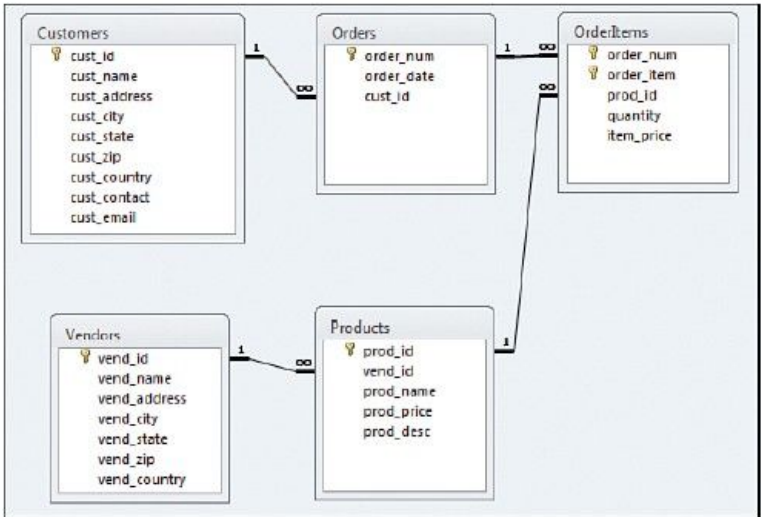 Customers
cust_id
cust_name
cust_address
cust_city
cust_state
cust_zip
cust_country
cust_contact
cust_email
1
∞
Orders
order_num
order_date
cust_id
1
∞
OrderItems
order_num
order_item
prod_id
quantity
item_price
∞
Vendors
vend_id
vend_name
vend_address
vend_city
vend_state
vend_zip
vend_country
1
∞
Products
prod_id
vend_id
prod_name
prod_price
prod_desc
1